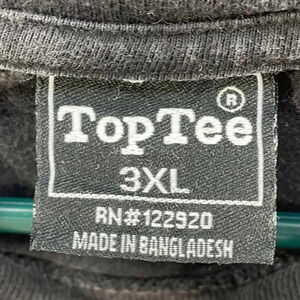 TopTee ®
3XL
RN#122920
MADE IN BANGLADESH